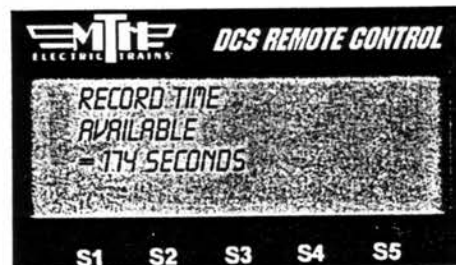 MTH
ELECTRIC TRAINS®
DCS REMOTE CONTROL
RECORD TIME
AVAILABLE
= 174 SECONDS
S1 S2 S3 S4 S5